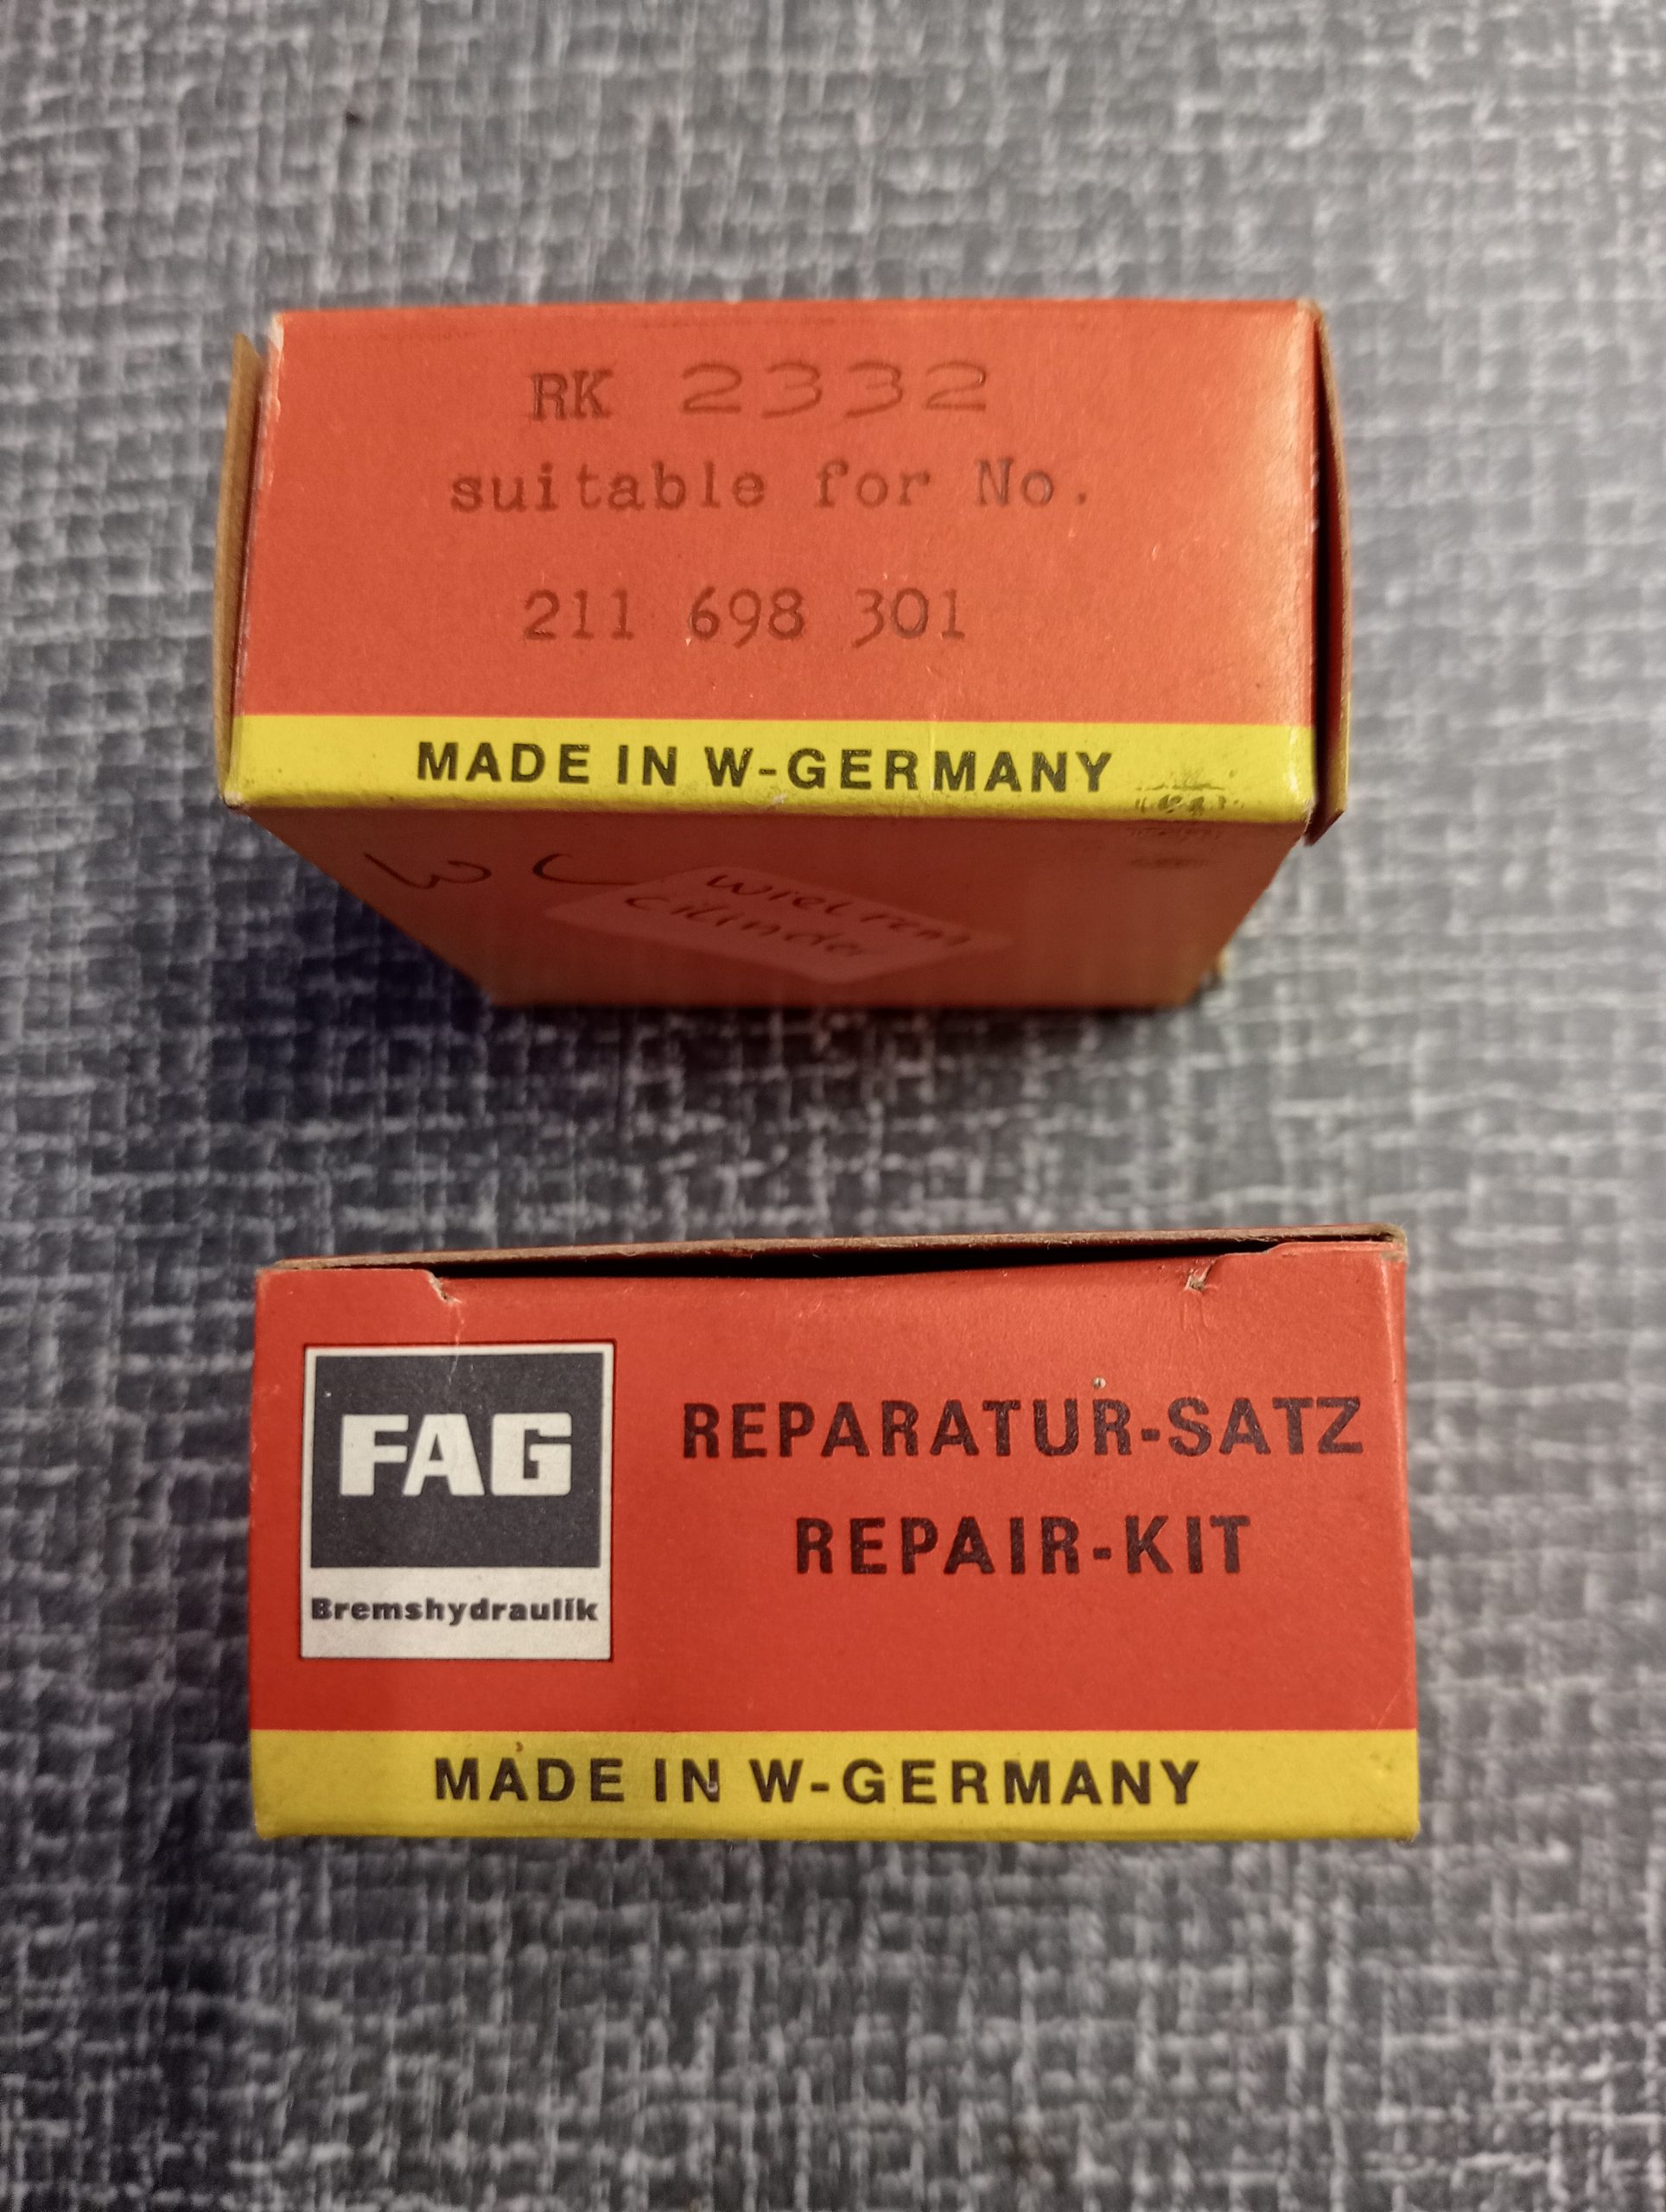 RK 2332
suitable for No.
211 698 301
MADE IN W-GERMANY
wielrem
cilinder
FAG
Bremshydraulik
REPARATUR-SATZ
REPAIR-KIT
MADE IN W-GERMANY